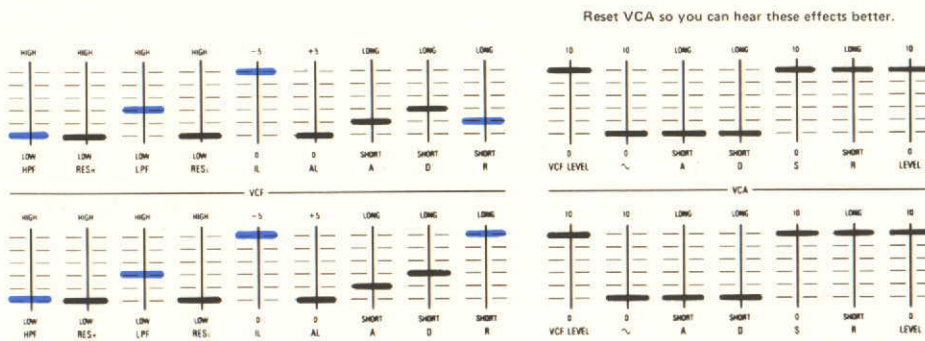 Reset VCA so you can hear these effects better.
HIGH HIGH HIGH HIGH −5 +5 LONG LONG LONG 10 10 LONG LONG 10 LONG 10
LOW LOW LOW LOW 0 0 SHORT SHORT SHORT 0 0 SHORT SHORT 0 SHORT 0
HPF RESH LPF RESL IL AL A D R VCF LEVEL ∿ A D S R LEVEL
VCF VCA
HIGH HIGH HIGH HIGH −5 +5 LONG LONG LONG 10 10 LONG LONG 10 LONG 10
LOW LOW LOW LOW 0 0 SHORT SHORT SHORT 0 0 SHORT SHORT 0 SHORT 0
HPF RESH LPF RESL IL AL A D R VCF LEVEL ∿ A D S R LEVEL